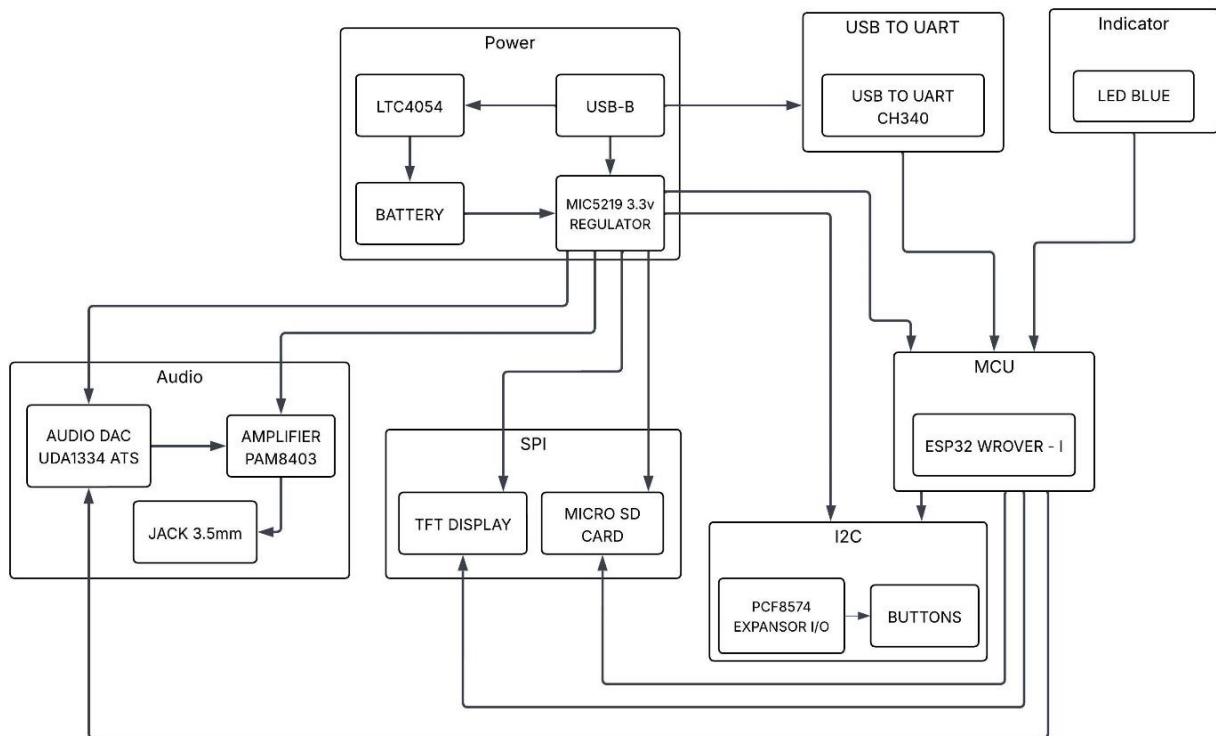 Power
LTC4054
USB-B
BATTERY
MIC5219 3.3v
REGULATOR
USB TO UART
USB TO UART
CH340
Indicator
LED BLUE
Audio
AUDIO DAC
UDA1334 ATS
AMPLIFIER
PAM8403
JACK 3.5mm
SPI
TFT DISPLAY
MICRO SD
CARD
MCU
ESP32 WROVER - I
I2C
PCF8574
EXPANSOR I/O
BUTTONS